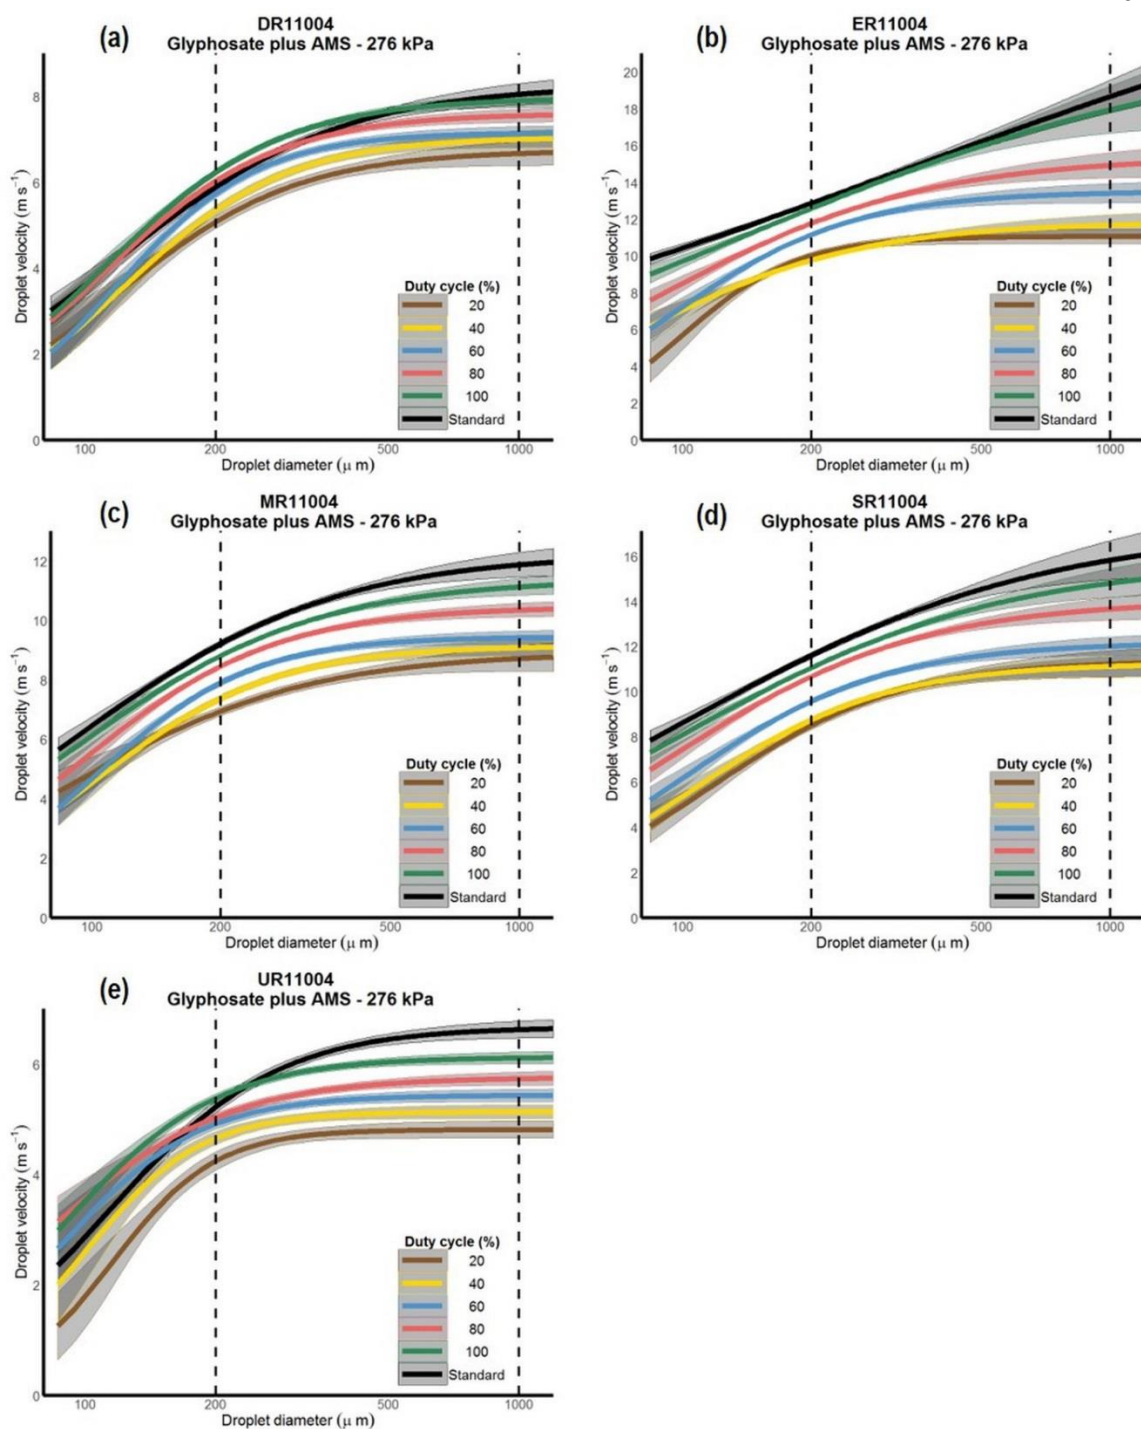 (a)
DR11004
Glyphosate plus AMS - 276 kPa
8
6
4
2
0
Droplet velocity (m s⁻¹)
Duty cycle (%)
20
40
60
80
100
Standard
100 200 500 1000
Droplet diameter (μ m)
(b)
ER11004
Glyphosate plus AMS - 276 kPa
20
18
16
14
12
10
8
6
4
2
0
Droplet velocity (m s⁻¹)
Duty cycle (%)
20
40
60
80
100
Standard
100 200 500 1000
Droplet diameter (μ m)
(c)
MR11004
Glyphosate plus AMS - 276 kPa
12
10
8
6
4
2
0
Droplet velocity (m s⁻¹)
Duty cycle (%)
20
40
60
80
100
Standard
100 200 500 1000
Droplet diameter (μ m)
(d)
SR11004
Glyphosate plus AMS - 276 kPa
16
14
12
10
8
6
4
2
0
Droplet velocity (m s⁻¹)
Duty cycle (%)
20
40
60
80
100
Standard
100 200 500 1000
Droplet diameter (μ m)
(e)
UR11004
Glyphosate plus AMS - 276 kPa
6
4
2
0
Droplet velocity (m s⁻¹)
Duty cycle (%)
20
40
60
80
100
Standard
100 200 500 1000
Droplet diameter (μ m)